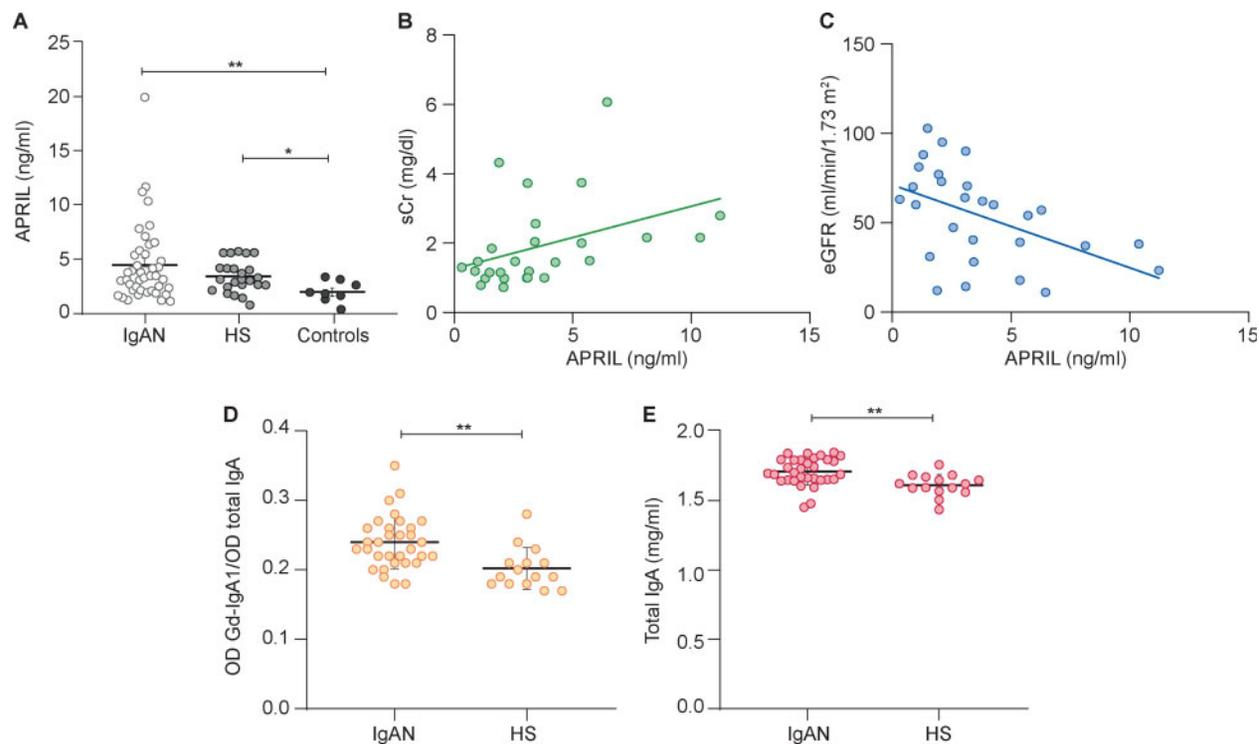 A
25
20
15
10
5
0
APRIL (ng/ml)
**
*
IgAN HS Controls
B
8
6
4
2
0
sCr (mg/dl)
0 5 10 15
APRIL (ng/ml)
C
150
100
50
0
eGFR (ml/min/1.73 m²)
0 5 10 15
APRIL (ng/ml)
D
0.4
0.3
0.2
0.1
0.0
OD Gd-IgA1/OD total IgA
**
IgAN HS
E
2.0
1.5
1.0
0.5
0.0
Total IgA (mg/ml)
**
IgAN HS